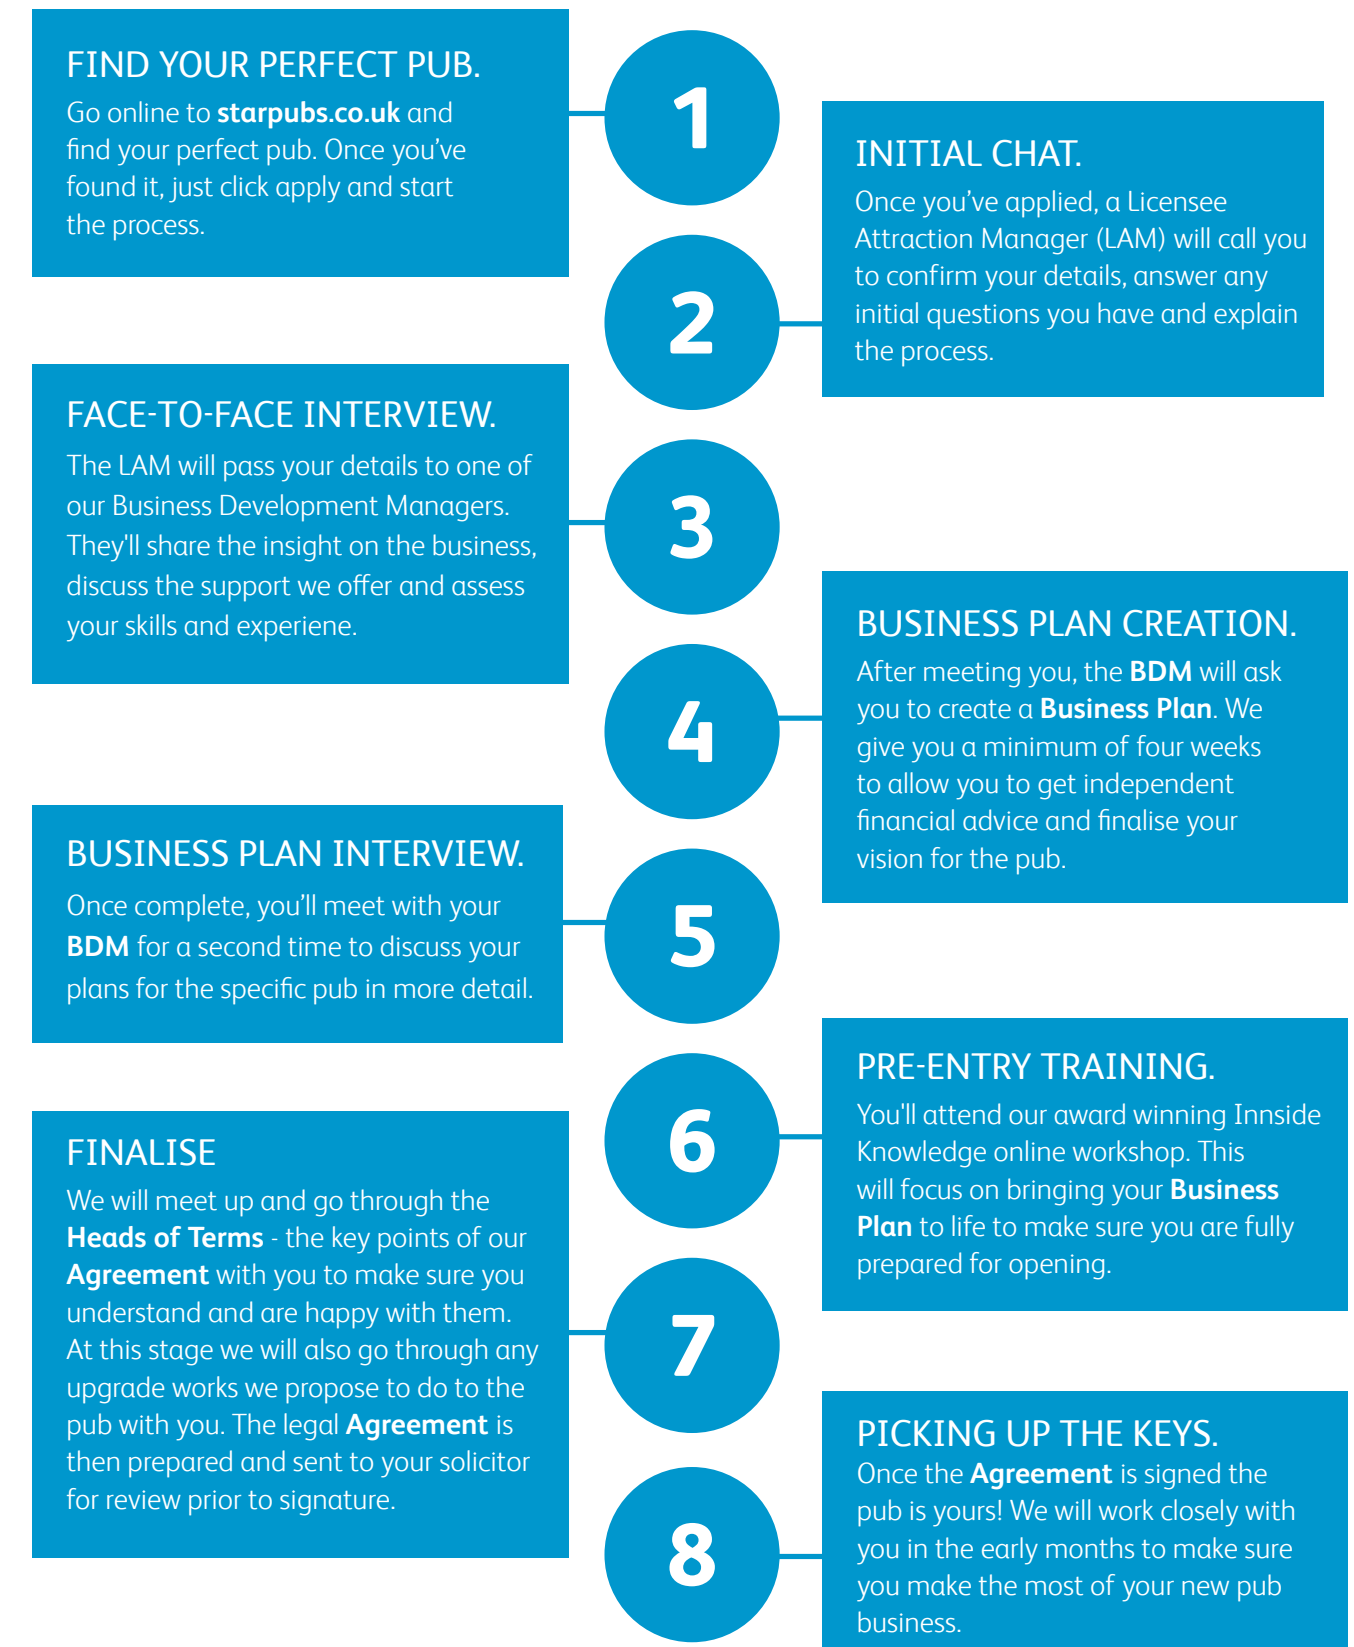 FIND YOUR PERFECT PUB.
Go online to starpubs.co.uk and
find your perfect pub. Once you’ve
found it, just click apply and start
the process.
1
INITIAL CHAT.
Once you’ve applied, a Licensee
Attraction Manager (LAM) will call you
to confirm your details, answer any
initial questions you have and explain
the process.
2
FACE-TO-FACE INTERVIEW.
The LAM will pass your details to one of
our Business Development Managers.
They'll share the insight on the business,
discuss the support we offer and assess
your skills and experiene.
3
BUSINESS PLAN CREATION.
After meeting you, the BDM will ask
you to create a Business Plan. We
give you a minimum of four weeks
to allow you to get independent
financial advice and finalise your
vision for the pub.
4
BUSINESS PLAN INTERVIEW.
Once complete, you’ll meet with your
BDM for a second time to discuss your
plans for the specific pub in more detail.
5
PRE-ENTRY TRAINING.
You'll attend our award winning Innside
Knowledge online workshop. This
will focus on bringing your Business
Plan to life to make sure you are fully
prepared for opening.
6
FINALISE
We will meet up and go through the
Heads of Terms - the key points of our
Agreement with you to make sure you
understand and are happy with them.
At this stage we will also go through any
upgrade works we propose to do to the
pub with you. The legal Agreement is
then prepared and sent to your solicitor
for review prior to signature.
7
PICKING UP THE KEYS.
Once the Agreement is signed the
pub is yours! We will work closely with
you in the early months to make sure
you make the most of your new pub
business.
8